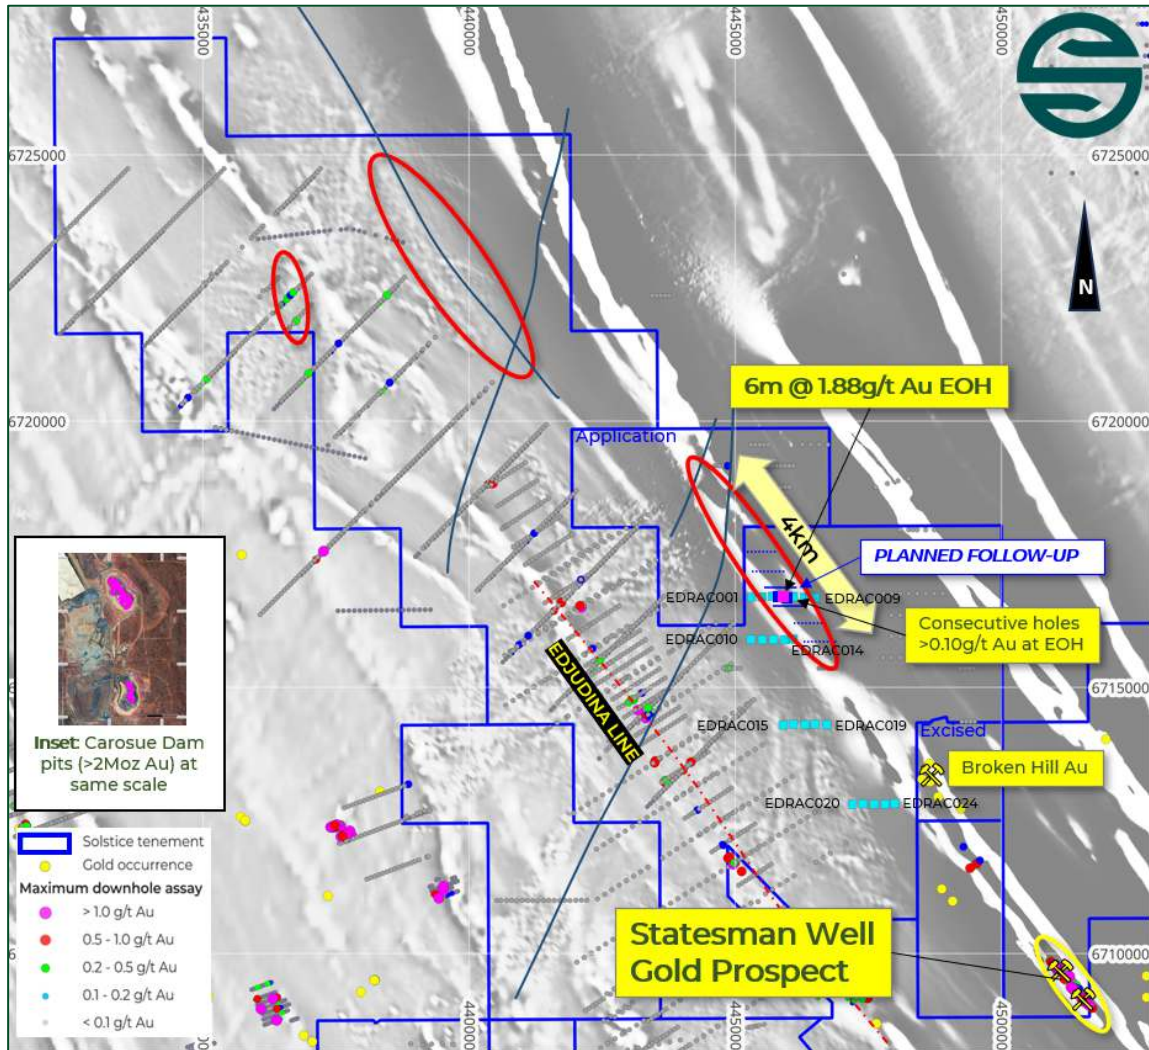 435000
440000
445000
450000
6725000
6725000
N
6720000
6720000
6m @ 1.88g/t Au EOH
Application
4km
PLANNED FOLLOW-UP
EDRAC001
EDRAC009
Consecutive holes
>0.10g/t Au at EOH
EDRAC010
EDRAC014
EDJUDINA LINE
6715000
EDRAC015
EDRAC019
Excised
Broken Hill Au
EDRAC020
EDRAC024
Inset: Carosue Dam
pits (>2Moz Au) at
same scale
Solstice tenement
Gold occurrence
Maximum downhole assay
> 1.0 g/t Au
0.5 - 1.0 g/t Au
0.2 - 0.5 g/t Au
0.1 - 0.2 g/t Au
< 0.1 g/t Au
Statesman Well
Gold Prospect
6710000
435000
440000
445000
450000